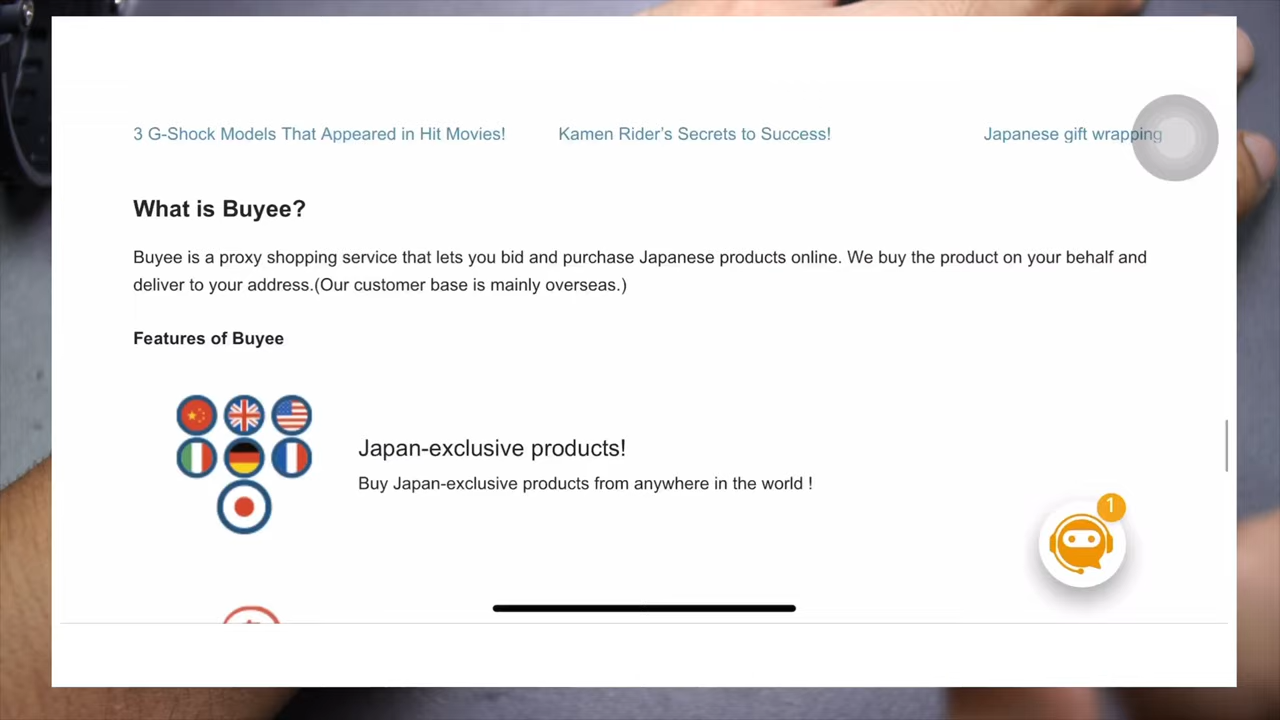 3 G-Shock Models That Appeared in Hit Movies!
Kamen Rider’s Secrets to Success!
Japanese gift wrapping
What is Buyee?
Buyee is a proxy shopping service that lets you bid and purchase Japanese products online. We buy the product on your behalf and
deliver to your address.(Our customer base is mainly overseas.)
Features of Buyee
Japan-exclusive products!
Buy Japan-exclusive products from anywhere in the world !
1